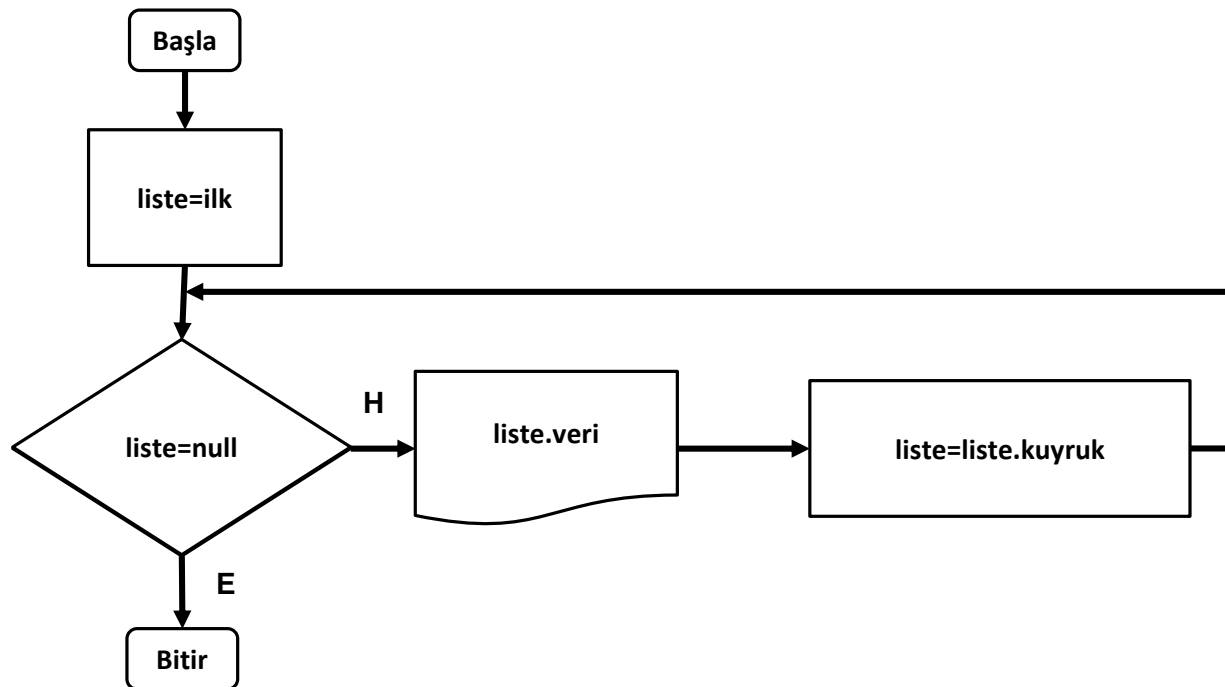 Başla
liste=ilk
liste=null
H
liste.veri
liste=liste.kuyruk
E
Bitir